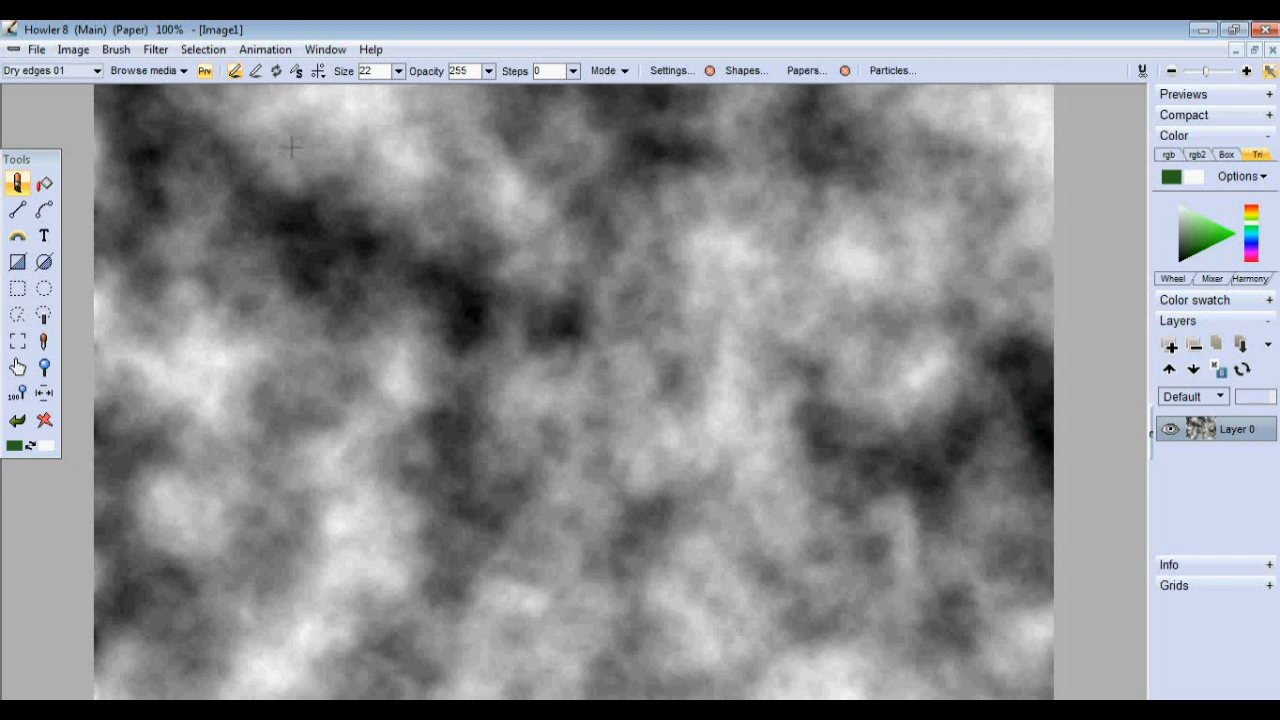 Howler 8 (Main) (Paper) 100% - [Image1]
File Image Brush Filter Selection Animation Window Help
Dry edges 01 Browse media Prv Size 22 Opacity 255 Steps 0 Mode Settings... Shapes... Papers... Particles...
Previews
Compact
Color
rgb rgb2 Box Tri
Options
Wheel Mixer Harmony
Color swatch
Layers
Default
Layer 0
Info
Grids
Tools
T
100